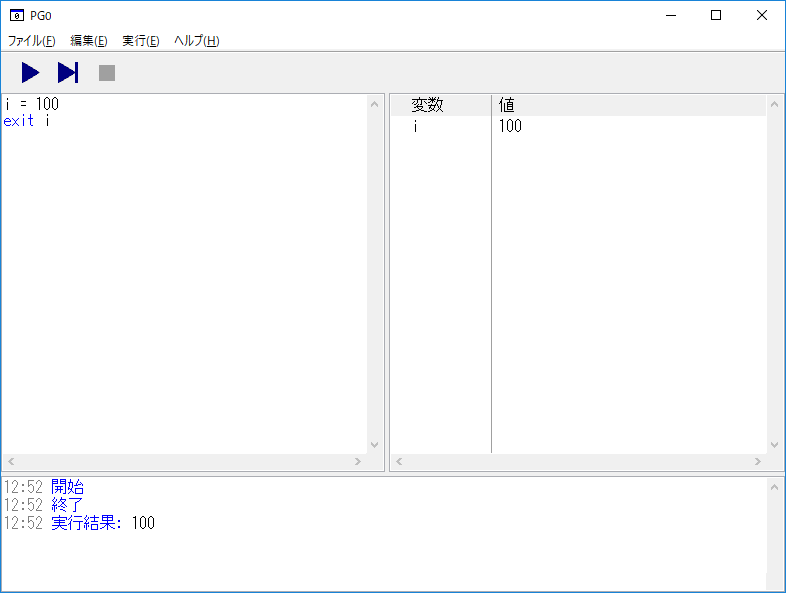 PG0
ファイル(F) 編集(E) 実行(E) ヘルプ(H)
i = 100
exit i
変数 値
i 100
12:52 開始
12:52 終了
12:52 実行結果: 100